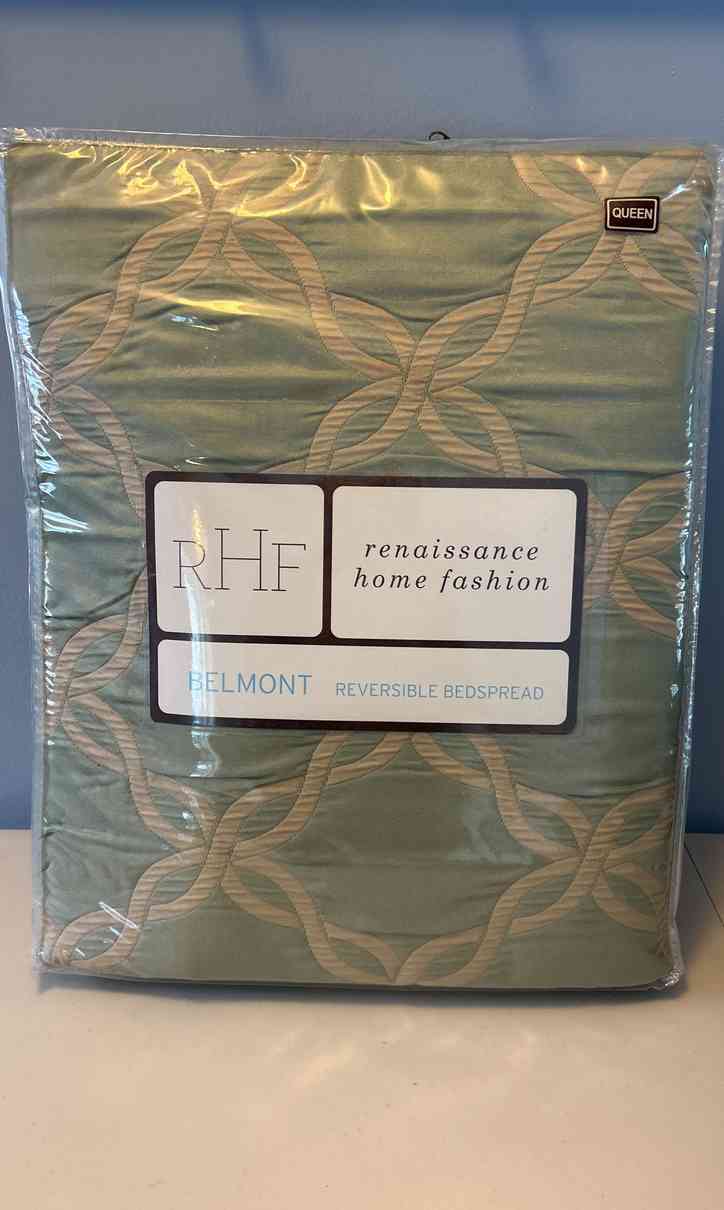 QUEEN
RHF
renaissance
home fashion
BELMONT REVERSIBLE BEDSPREAD